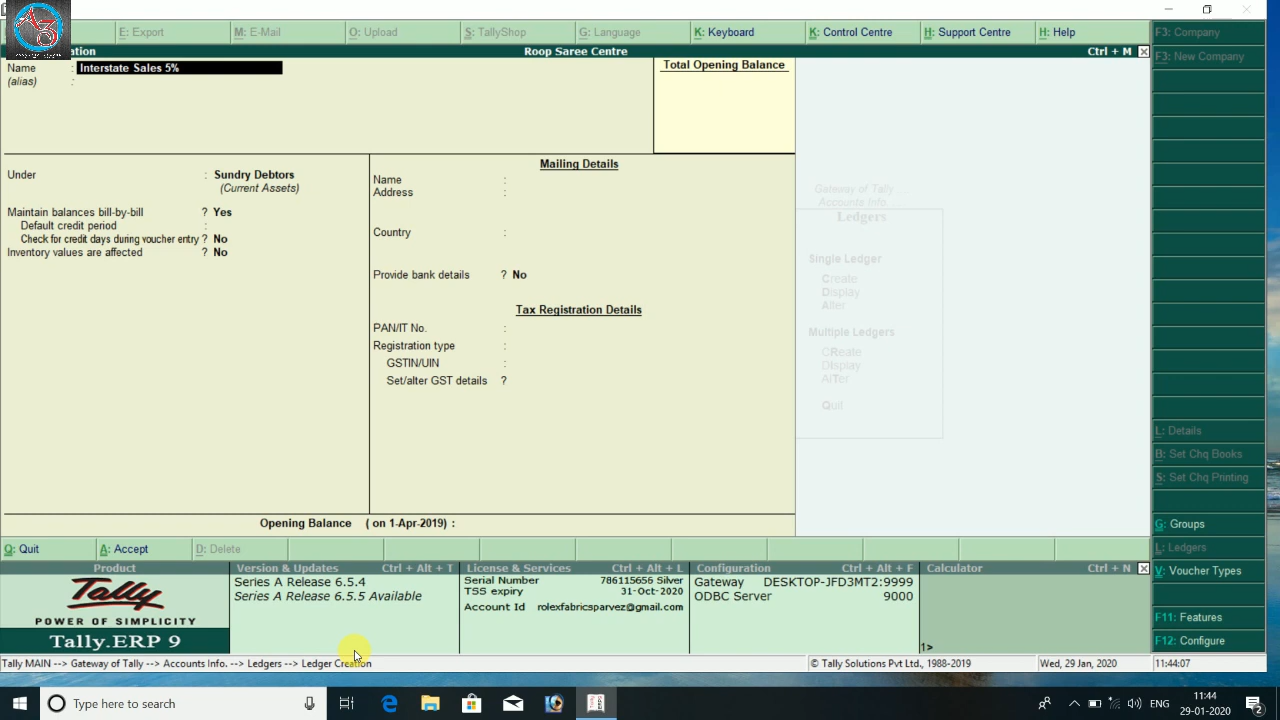 E: Export
M: E-Mail
O: Upload
S: TallyShop
G: Language
K: Keyboard
K: Control Centre
H: Support Centre
H: Help
F3: Company
Roop Saree Centre
Ctrl + M
F3: New Company
Name : Interstate Sales 5%
(alias) :
Total Opening Balance
Under : Sundry Debtors
(Current Assets)
Maintain balances bill-by-bill ? Yes
Default credit period :
Check for credit days during voucher entry ? No
Inventory values are affected ? No
Mailing Details
Name :
Address :
Country :
Provide bank details ? No
Tax Registration Details
PAN/IT No. :
Registration type :
GSTIN/UIN :
Set/alter GST details ?
Gateway of Tally.....
Accounts Info.
Ledgers
Single Ledger
Create
Display
Alter
Multiple Ledgers
CReate
DIsplay
AlTer
Quit
L: Details
B: Set Chq Books
S: Set Chq Printing
G: Groups
L: Ledgers
V: Voucher Types
F11: Features
F12: Configure
Opening Balance ( on 1-Apr-2019) :
Q: Quit
A: Accept
D: Delete
Product
Tally
POWER OF SIMPLICITY
Tally.ERP 9
Version & Updates Ctrl + Alt + T
Series A Release 6.5.4
Series A Release 6.5.5 Available
License & Services Ctrl + Alt + L
Serial Number 786115656 Silver
TSS expiry 31-Oct-2020
Account Id rolexfabricsparvez@gmail.com
Configuration Ctrl + Alt + F
Gateway DESKTOP-JFD3MT2:9999
ODBC Server 9000
Calculator Ctrl + N
1>
Tally MAIN --> Gateway of Tally --> Accounts Info. --> Ledgers --> Ledger Creation
© Tally Solutions Pvt Ltd., 1988-2019
Wed, 29 Jan, 2020
11:44:07
Type here to search
ENG
11:44
29-01-2020
2